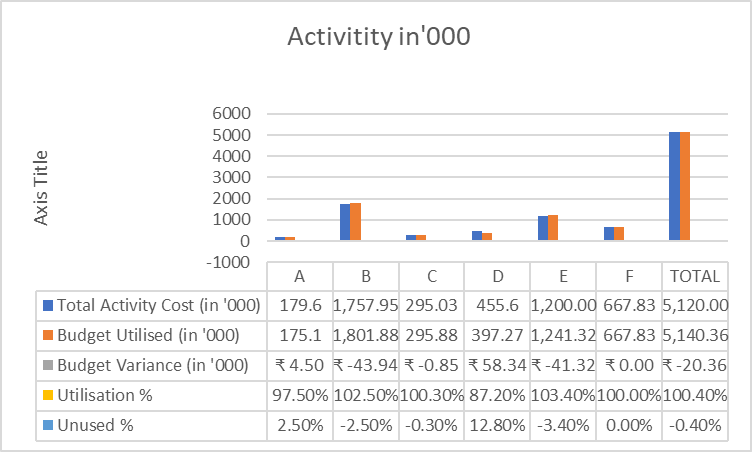 Activitity in'000
Axis Title
6000
5000
4000
3000
2000
1000
0
-1000
A B C D E F TOTAL
Total Activity Cost (in '000) 179.6 1,757.95 295.03 455.6 1,200.00 667.83 5,120.00
Budget Utilised (in '000) 175.1 1,801.88 295.88 397.27 1,241.32 667.83 5,140.36
Budget Variance (in '000) ₹ 4.50 ₹ -43.94 ₹ -0.85 ₹ 58.34 ₹ -41.32 ₹ 0.00 ₹ -20.36
Utilisation % 97.50% 102.50% 100.30% 87.20% 103.40% 100.00% 100.40%
Unused % 2.50% -2.50% -0.30% 12.80% -3.40% 0.00% -0.40%